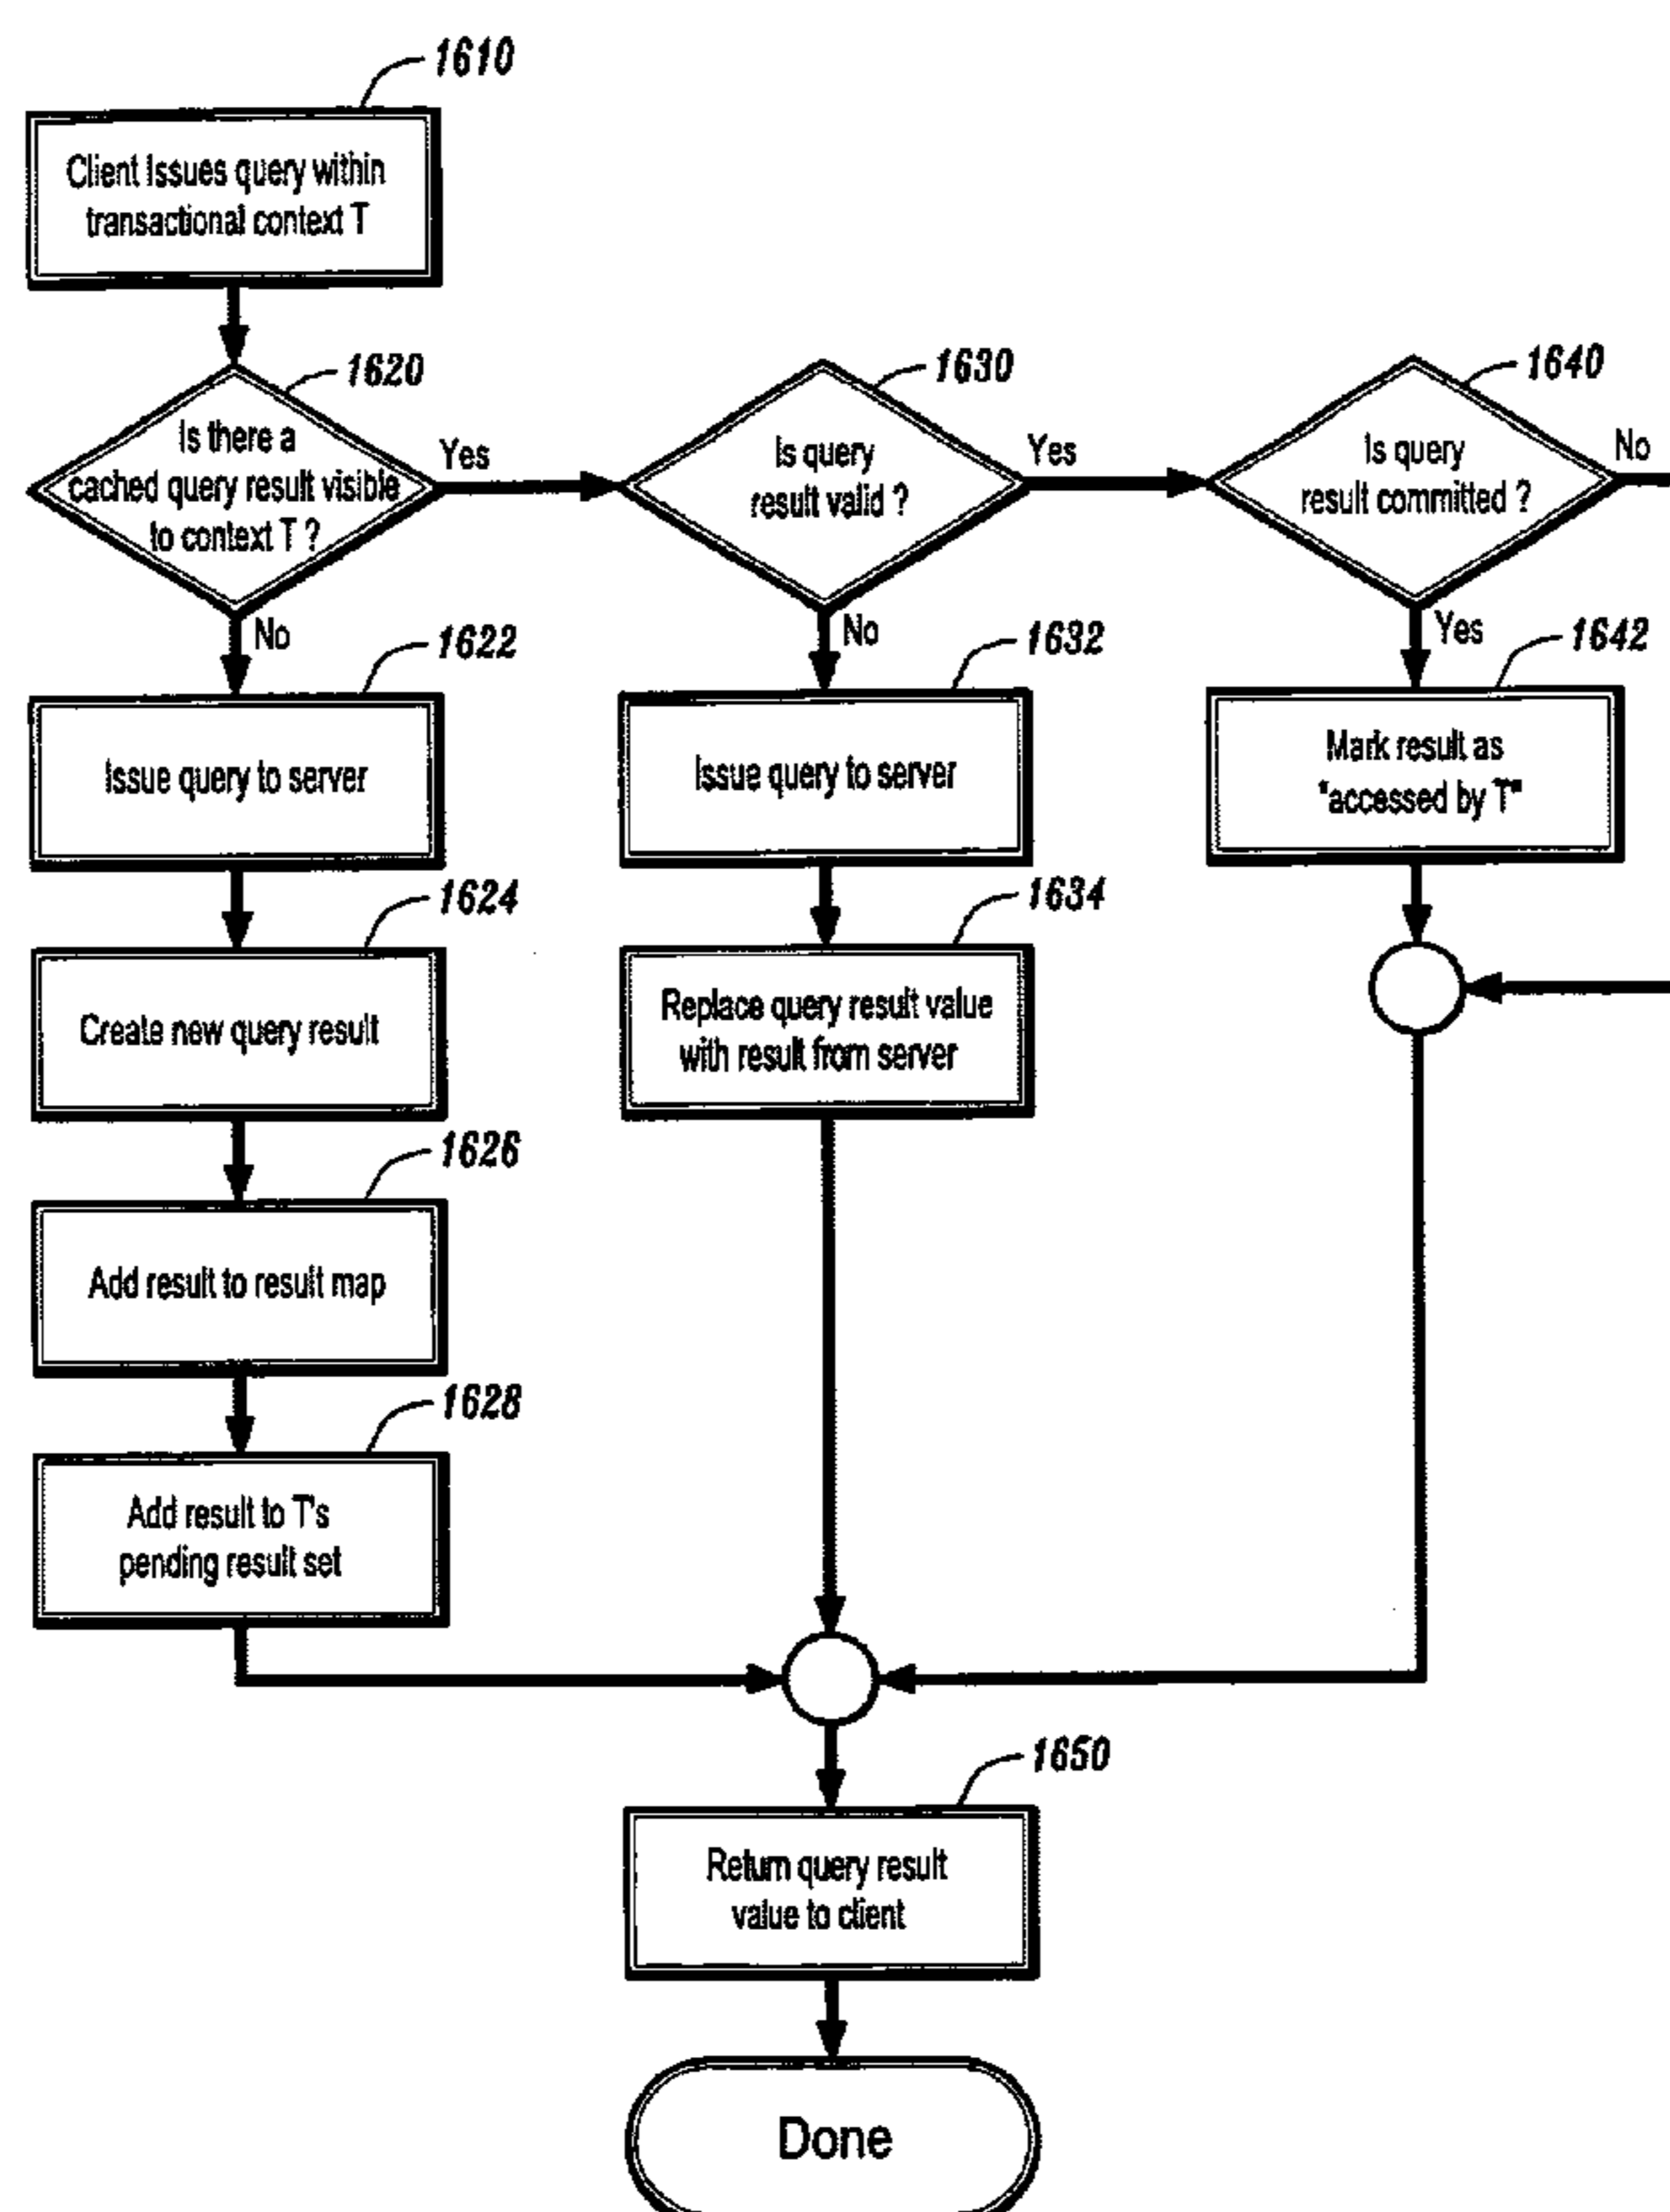 1610
Client Issues query within
transactional context T
1620
Is there a
cached query result visible
to context T ?
Yes
No
1630
Is query
result valid ?
Yes
No
1640
Is query
result committed ?
No
Yes
1622
Issue query to server
1632
Issue query to server
1642
Mark result as
"accessed by T"
1624
Create new query result
1634
Replace query result value
with result from server
1626
Add result to result map
1628
Add result to T's
pending result set
1650
Return query result
value to client
Done